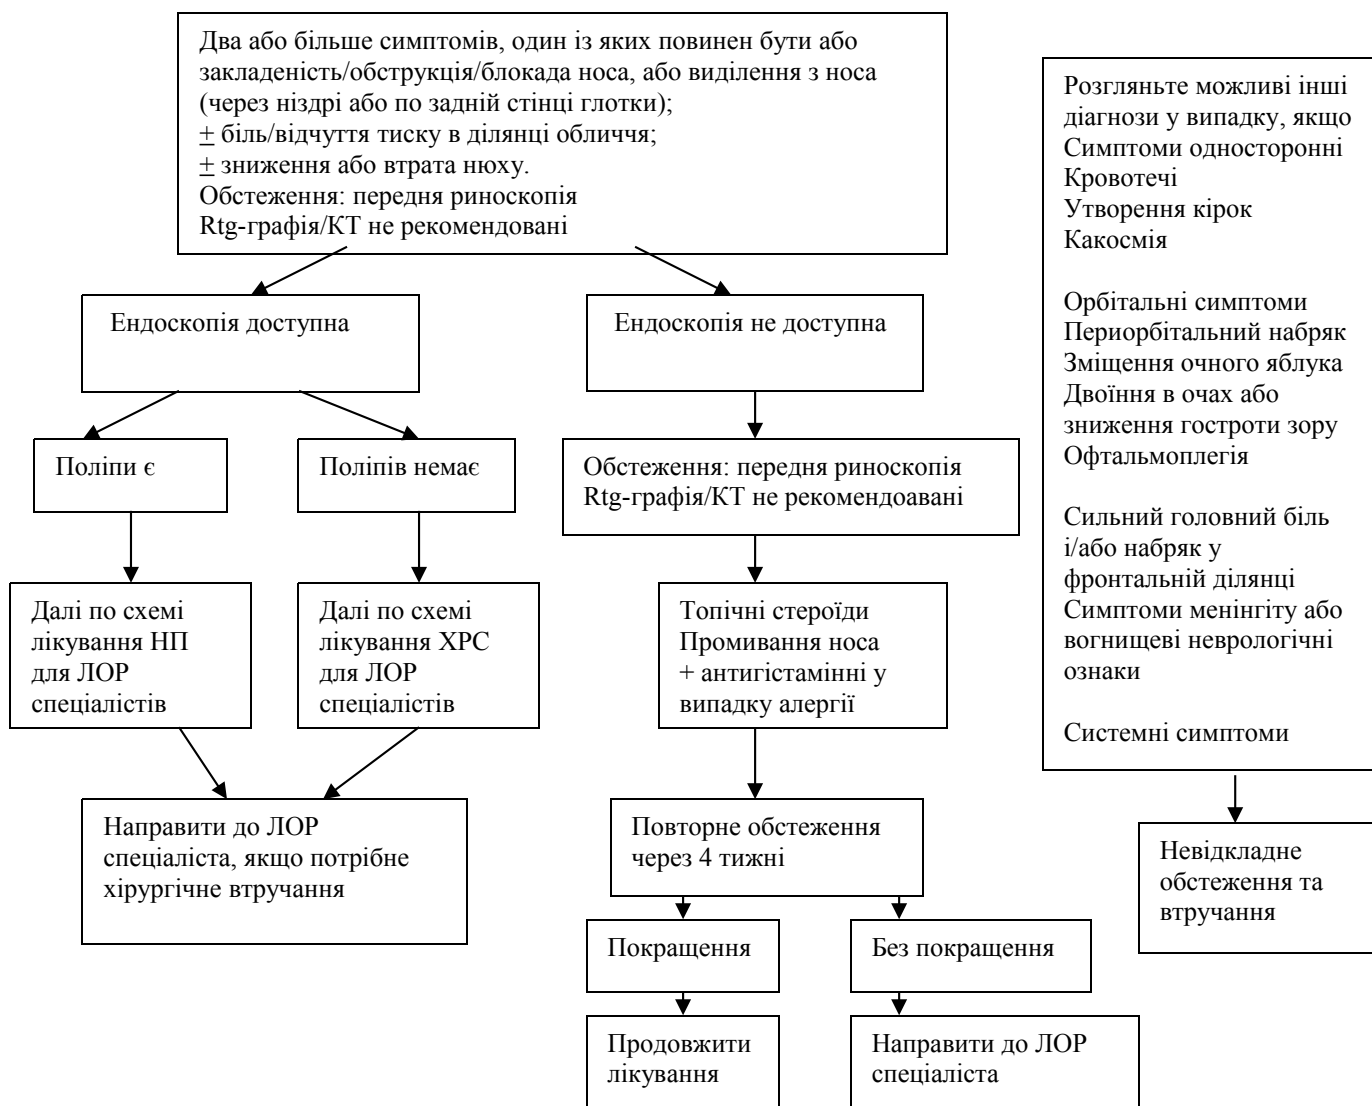 Два або більше симптомів, один із яких повинен бути або
закладеність/обструкція/блокада носа, або виділення з носа
(через ніздрі або по задній стінці глотки);
± біль/відчуття тиску в ділянці обличчя;
± зниження або втрата нюху.
Обстеження: передня риноскопія
Rtg-графія/КТ не рекомендовані
Ендоскопія доступна
Ендоскопія не доступна
Поліпи є
Поліпів немає
Обстеження: передня риноскопія
Rtg-графія/КТ не рекомендоавані
Далі по схемі
лікування НП
для ЛОР
спеціалістів
Далі по схемі
лікування ХРС
для ЛОР
спеціалістів
Топічні стероїди
Промивання носа
+ антигістамінні у
випадку алергії
Направити до ЛОР
спеціаліста, якщо потрібне
хірургічне втручання
Повторне обстеження
через 4 тижні
Покращення
Без покращення
Продовжити
лікування
Направити до ЛОР
спеціаліста
Розгляньте можливі інші
діагнози у випадку, якщо
Симптоми односторонні
Кровотечі
Утворення кірок
Какосмія
Орбітальні симптоми
Периорбітальний набряк
Зміщення очного яблука
Двоїння в очах або
зниження гостроти зору
Офтальмоплегія
Сильний головний біль
і/або набряк у
фронтальній ділянці
Симптоми менінгіту або
вогнищеві неврологічні
ознаки
Системні симптоми
Невідкладне
обстеження та
втручання